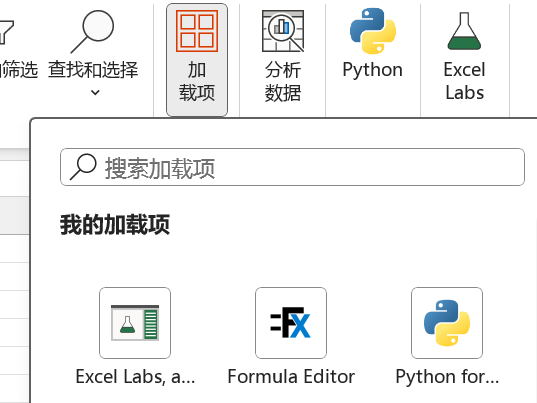 筛选
查找和选择
加
载项
分析
数据
Python
Excel
Labs
搜索加载项
我的加载项
Excel Labs, a...
Formula Editor
Python for...